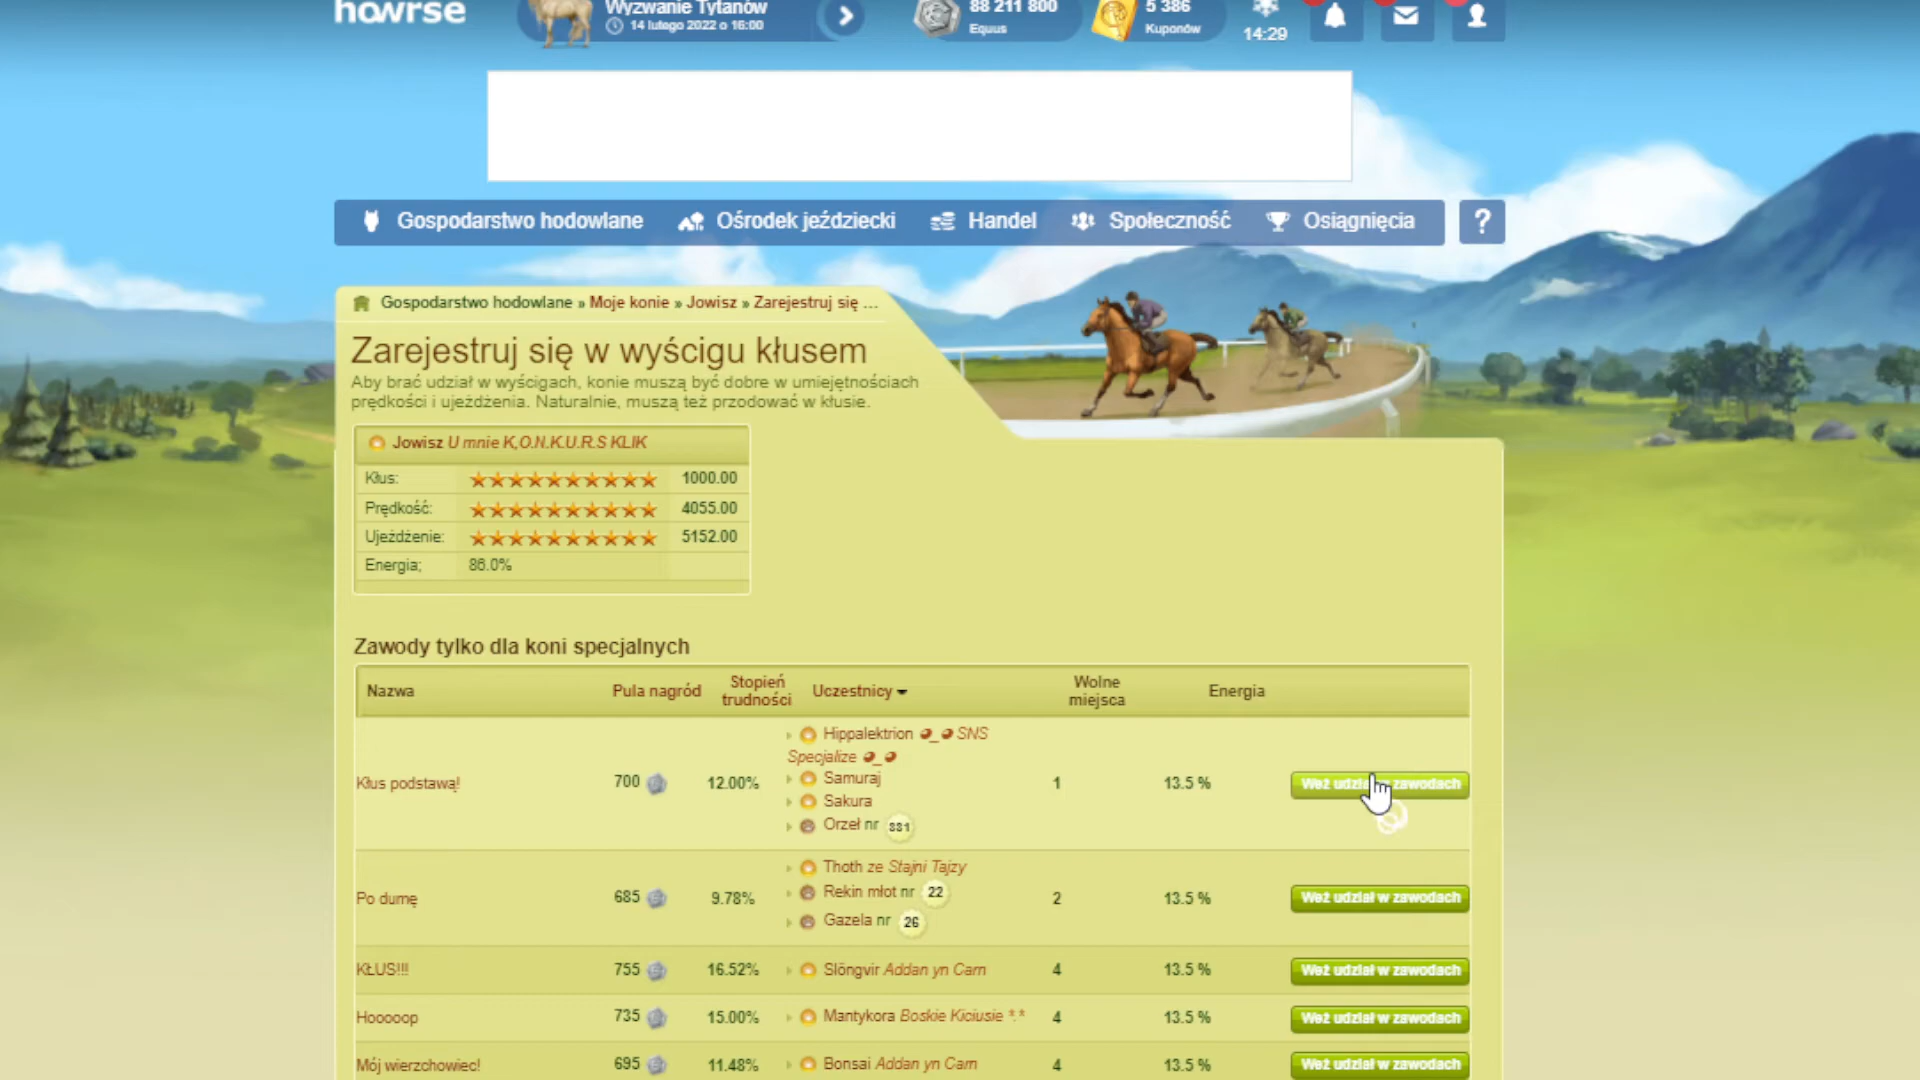 howrse
Wyzwanie Tytanów
14 lutego 2022 o 16:00
88 211 800
Equus
5 386
Kuponów
14:29
Gospodarstwo hodowlane
Ośrodek jeździecki
Handel
Społeczność
Osiągnięcia
?
Gospodarstwo hodowlane » Moje konie » Jowisz » Zarejestruj się ...
Zarejestruj się w wyścigu kłusem
Aby brać udział w wyścigach, konie muszą być dobre w umiejętnościach
prędkości i ujeżdżenia. Naturalnie, muszą też przodować w kłusie.
Jowisz U mnie K,O.N.K.U.R.S KLIK
Kłus: 1000.00
Prędkość: 4055.00
Ujeżdżenie: 5152.00
Energia; 86.0%
Zawody tylko dla koni specjalnych
Nazwa Pula nagród Stopień trudności Uczestnicy Wolne miejsca Energia
Kłus podstawą! 700 12.00% 1 13.5 % Weź udział w zawodach
Hippalektrion _ SNS
Specjalize _
Samuraj
Sakura
Orzeł nr 331
Po dumę 685 9.78% 2 13.5 % Weź udział w zawodach
Thoth ze Stajni Tajzy
Rekin młot nr 22
Gazela nr 26
KŁUS!!! 755 16.52% Slöngvir Addan yn Carn 4 13.5 % Weź udział w zawodach
Hooooop 735 15.00% Mantykora Boskie Kiciusie *.* 4 13.5 % Weź udział w zawodach
Mój wierzchowiec! 695 11.48% Bonsai Addan yn Carn 4 13.5 % Weź udział w zawodach